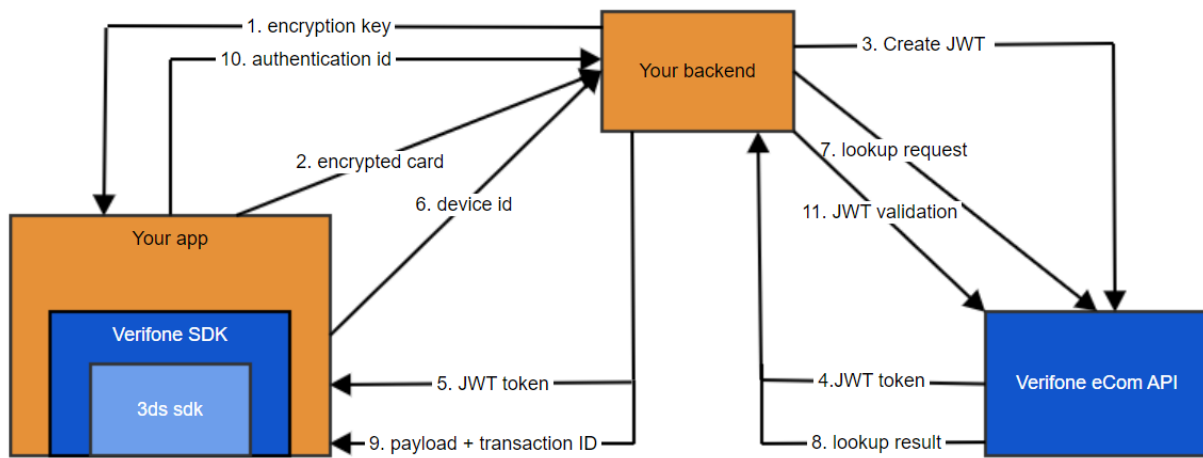 1. encryption key
10. authentication id
Your backend
3. Create JWT
2. encrypted card
7. lookup request
6. device id
11. JWT validation
Your app
Verifone SDK
3ds sdk
5. JWT token
4.JWT token
Verifone eCom API
9. payload + transaction ID
8. lookup result